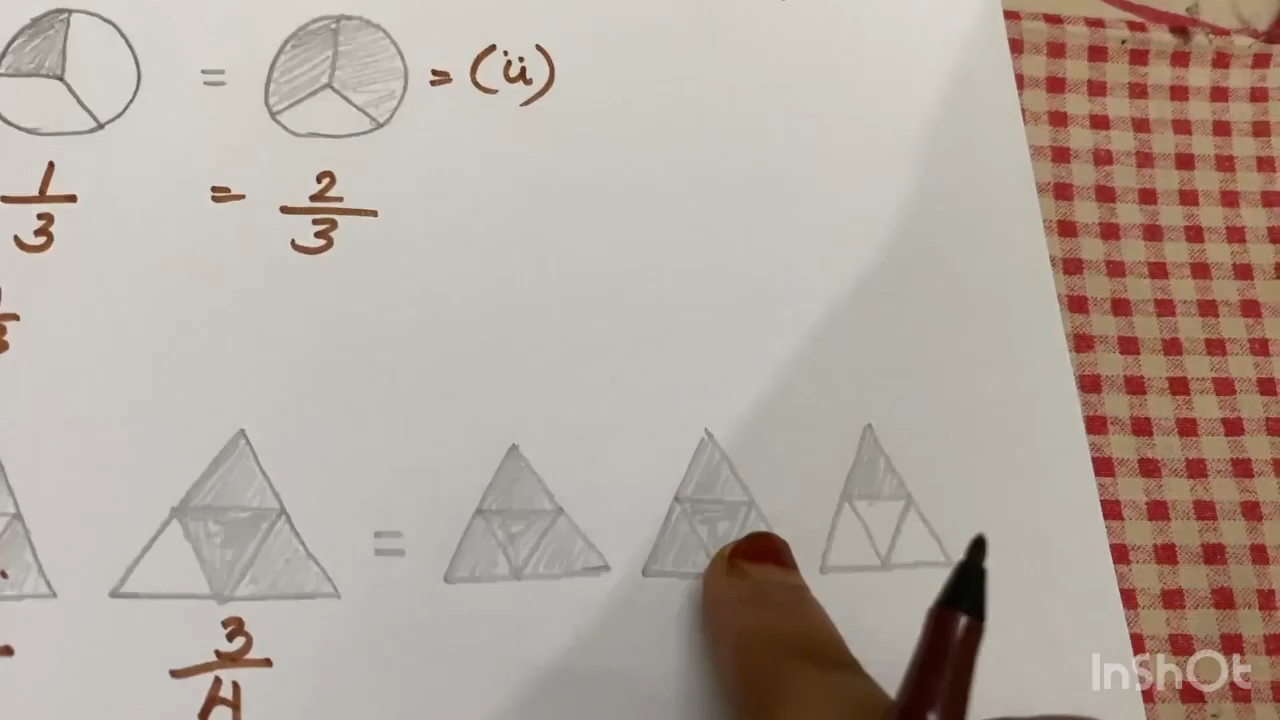 = = (ii)
1/3 = 2/3
=
3/4
InShOt